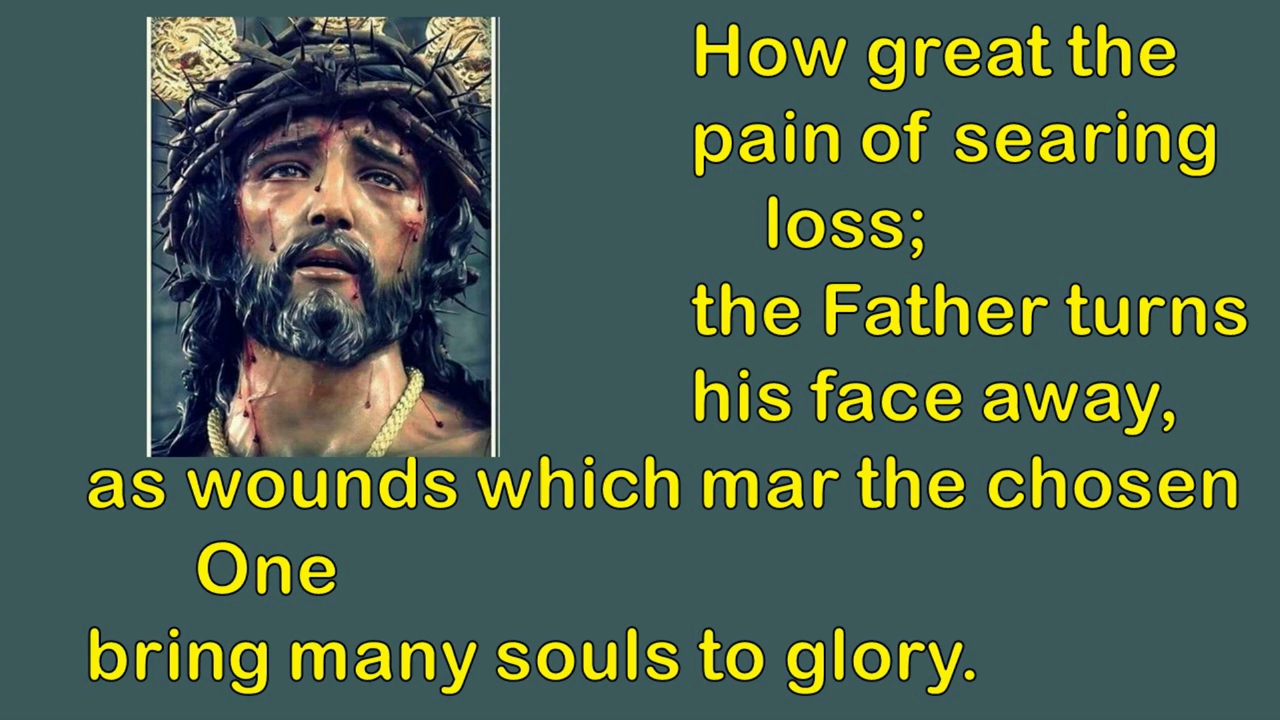 How great the
pain of searing
loss;
the Father turns
his face away,
as wounds which mar the chosen
One
bring many souls to glory.